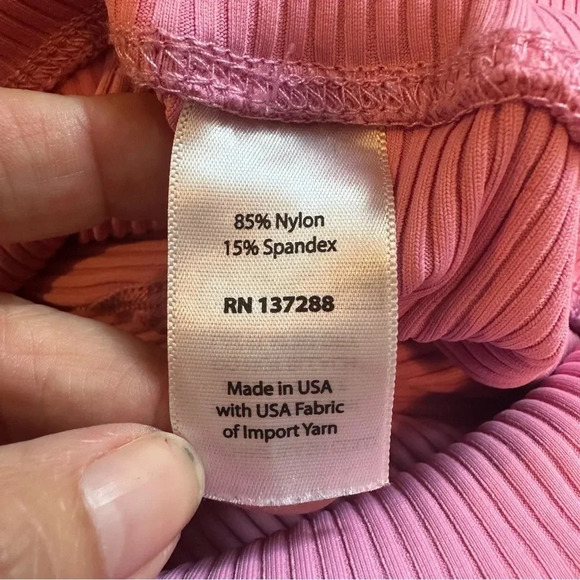 85% Nylon
15% Spandex
RN 137288
Made in USA
with USA Fabric
of Import Yarn